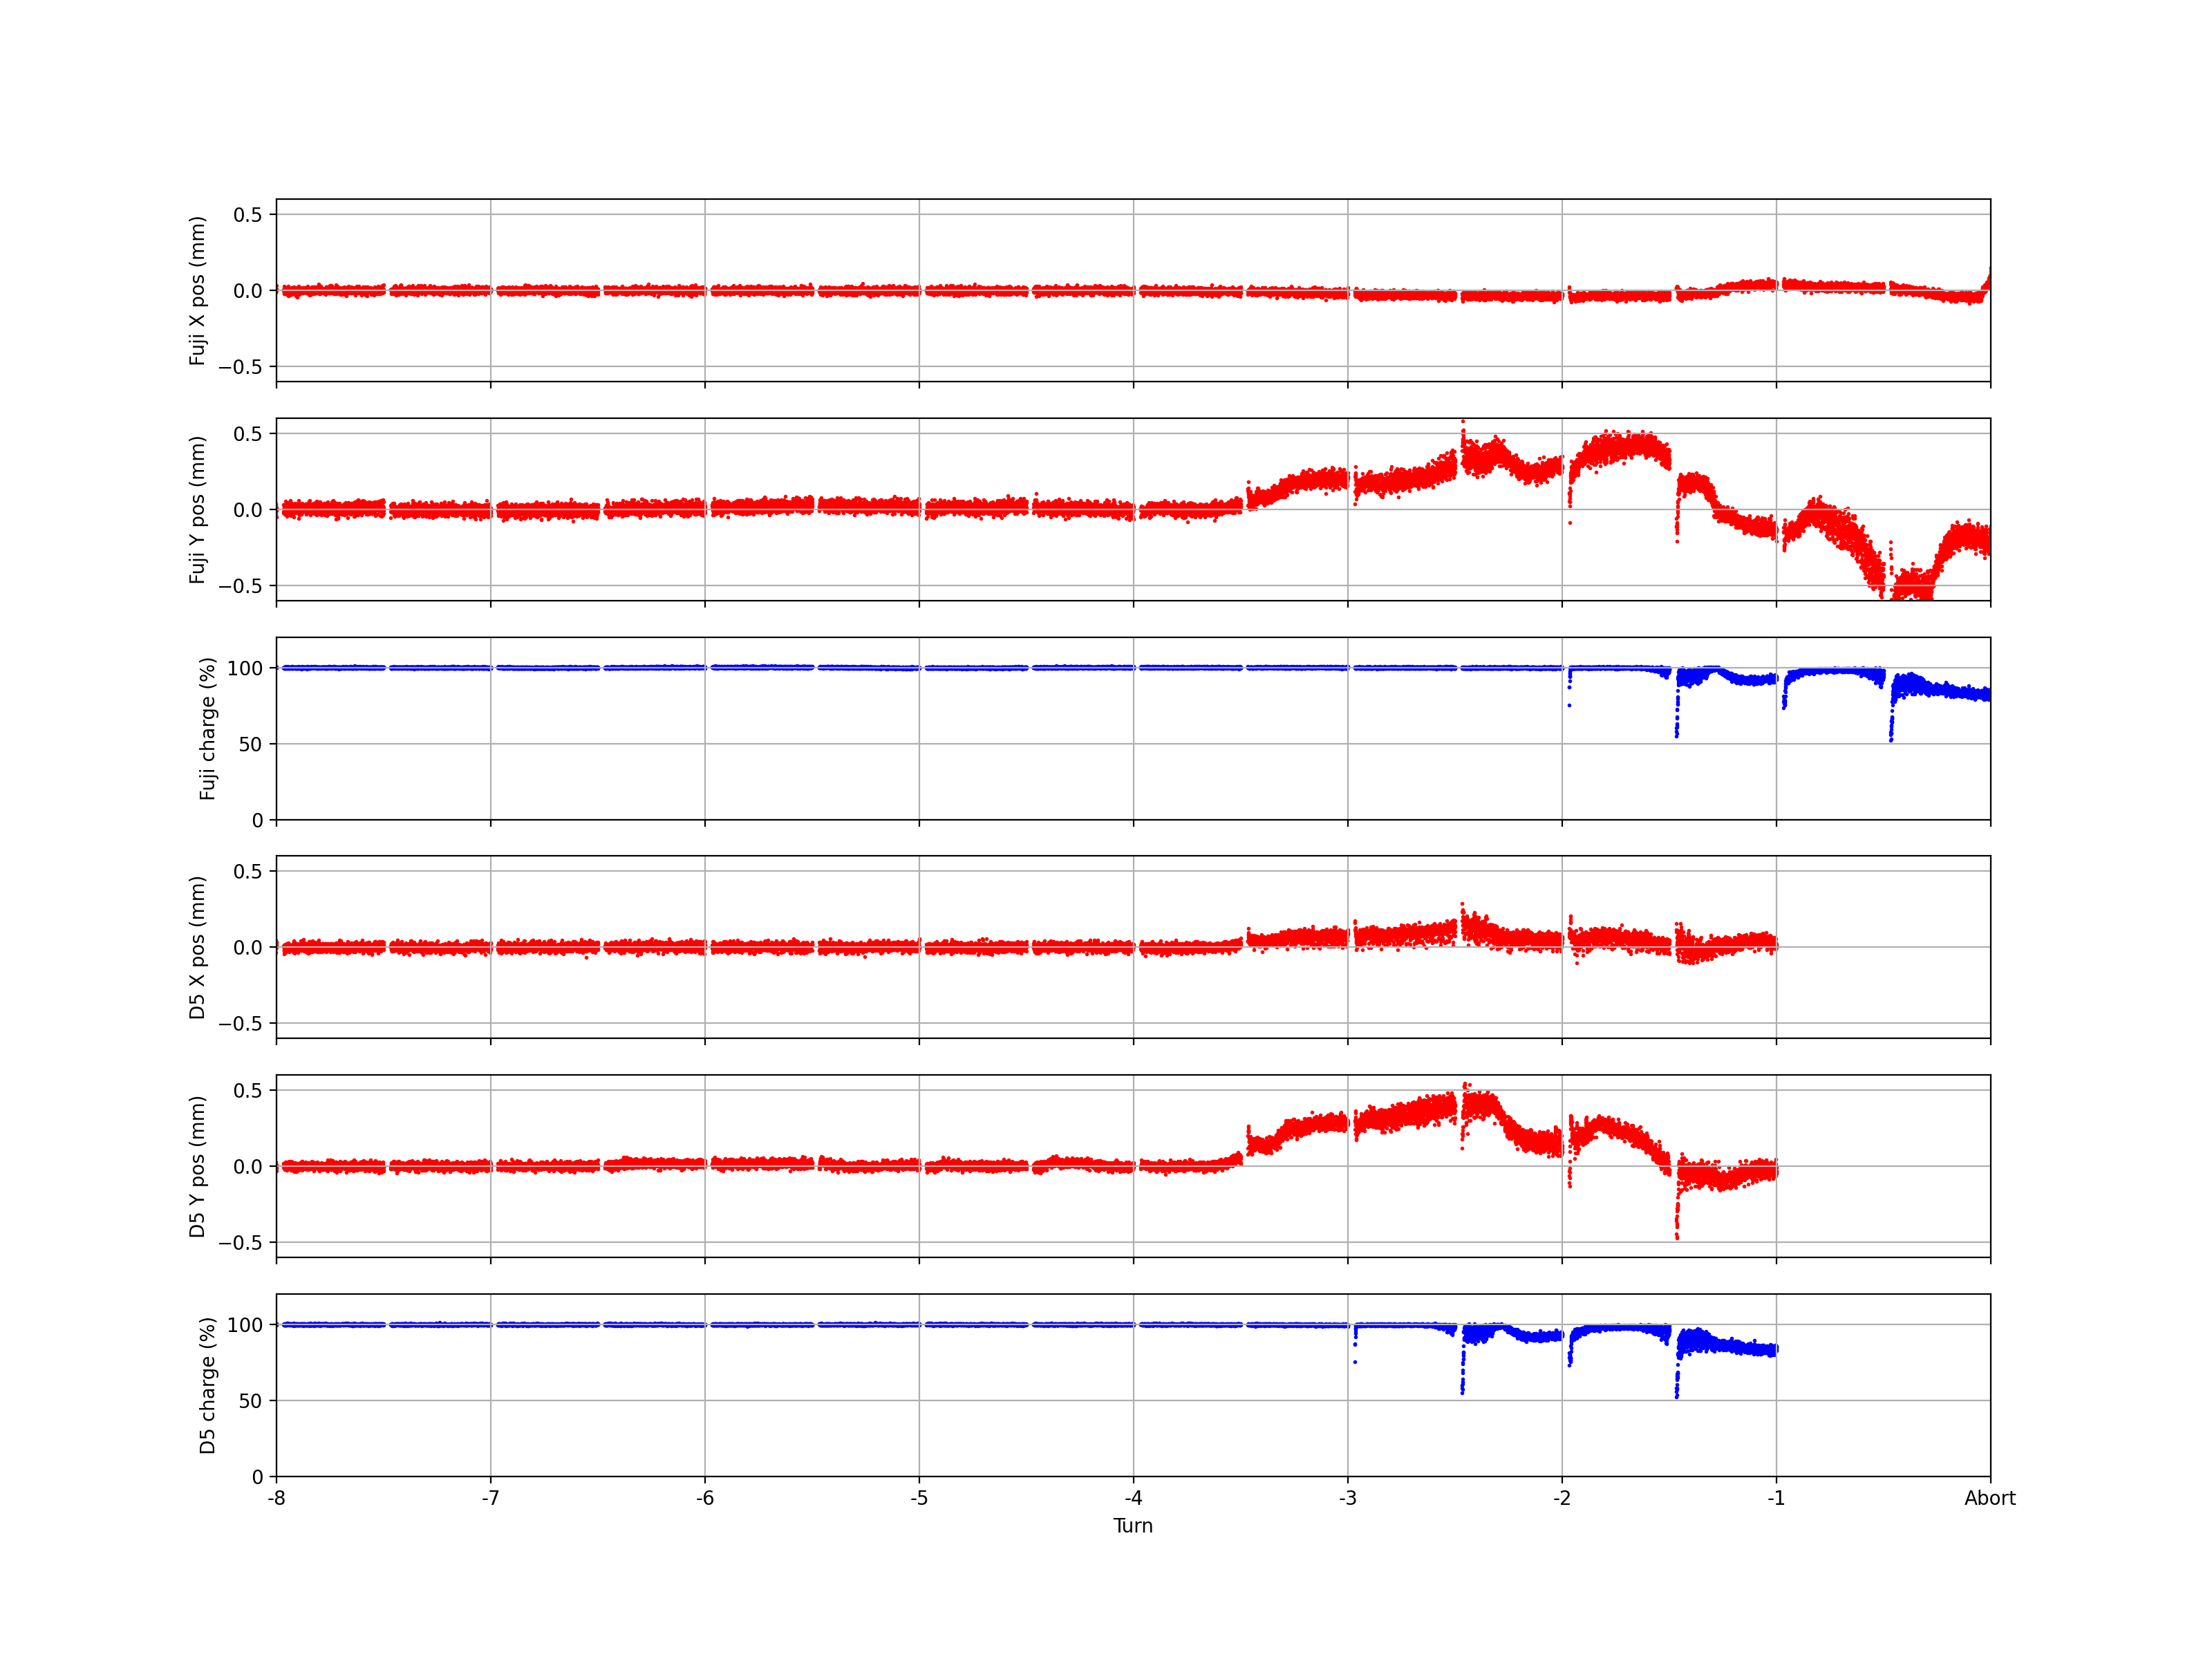 Fuji X pos (mm)
0.5
0.0
−0.5
Fuji Y pos (mm)
0.5
0.0
−0.5
Fuji charge (%)
100
50
0
D5 X pos (mm)
0.5
0.0
−0.5
D5 Y pos (mm)
0.5
0.0
−0.5
D5 charge (%)
100
50
0
-8 -7 -6 -5 -4 -3 -2 -1 Abort
Turn